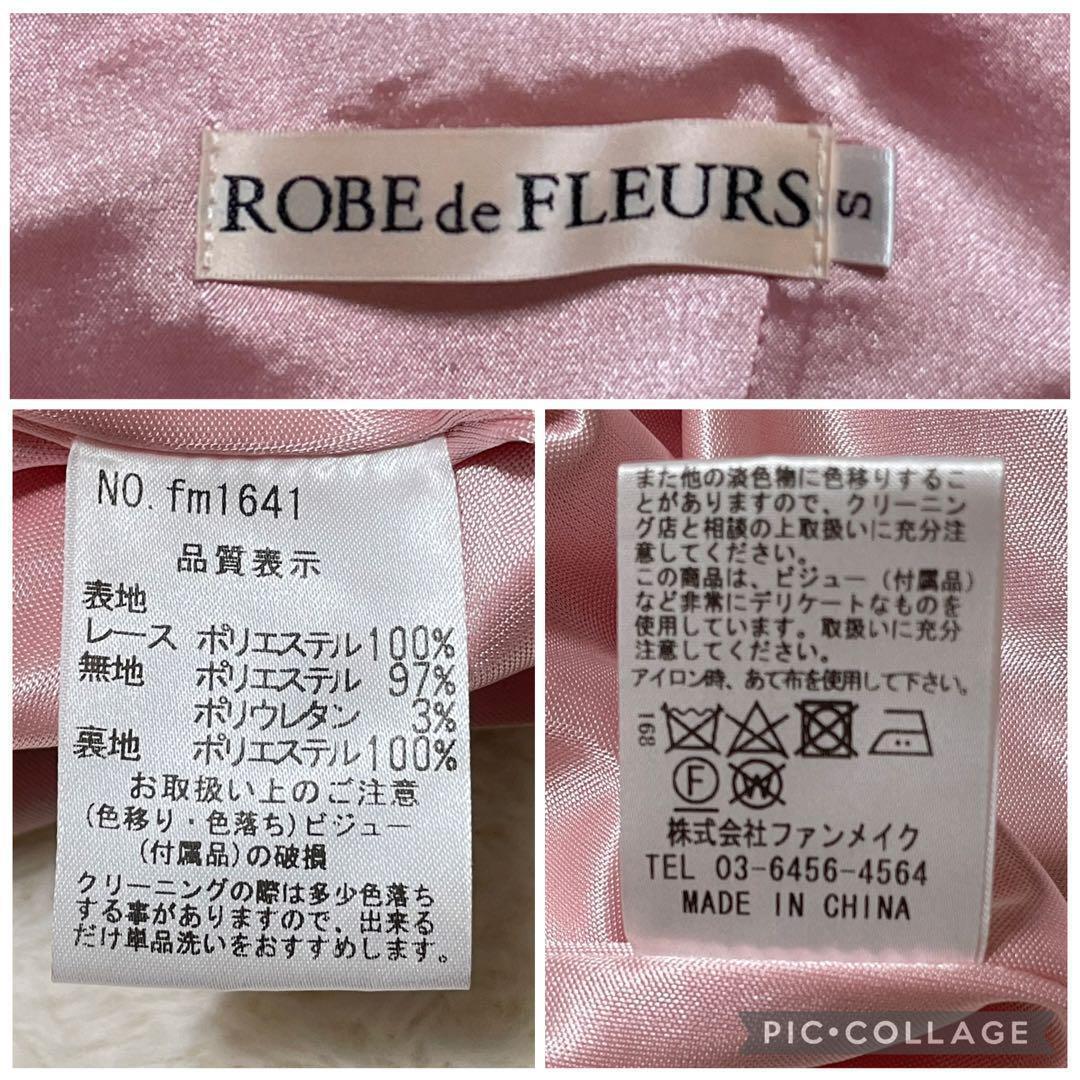 ROBE de FLEURS
S
NO. fm1641
品質表示
表地
レース ポリエステル 100%
無地 ポリエステル 97%
ポリウレタン 3%
裏地 ポリエステル 100%
お取扱い上のご注意
(色移り・色落ち)ビジュー
(付属品)の破損
クリーニングの際は多少色落ち
する事がありますので、出来る
だけ単品洗いをおすすめします。
また他の淡色物に色移りするこ
とがありますので、クリーニン
グ店と相談の上取扱いに充分注
意してください。
この商品は、ビジュー(付属品)
など非常にデリケートなものを
使用しています。取扱いに充分
注意してください。
アイロン時、あて布を使用して下さい。
168
F W
株式会社ファンメイク
TEL 03-6456-4564
MADE IN CHINA
PIC•COLLAGE